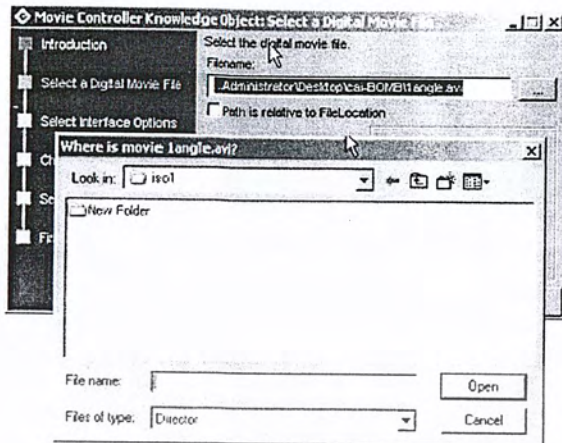 Movie Controller Knowledge Object: Select a Digital Movie File
Introduction
Select a Digital Movie File
Select Interface Options
Select the digital movie file.
Filename:
..Administrator\Desktop\cai-BOMB\1angle.avi
...
Path is relative to FileLocation
Where is movie 1angle.avi?
Look in:
iso1
New Folder
File name:
Open
Files of type:
Director
Cancel